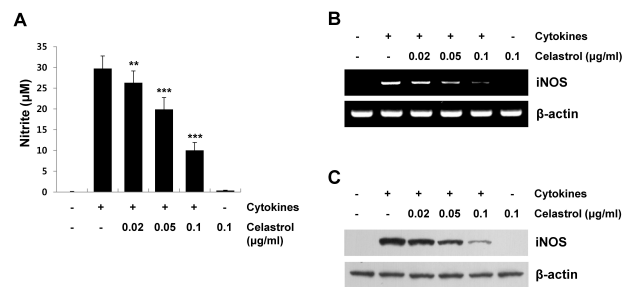 A
35
30
25
20
15
10
5
0
Nitrite (μM)
**
***
***
- + + + + - Cytokines
- - 0.02 0.05 0.1 0.1 Celastrol
(μg/ml)
B
- + + + + - Cytokines
- - 0.02 0.05 0.1 0.1 Celastrol (μg/ml)
iNOS
β-actin
C
- + + + + - Cytokines
- - 0.02 0.05 0.1 0.1 Celastrol (μg/ml)
iNOS
β-actin